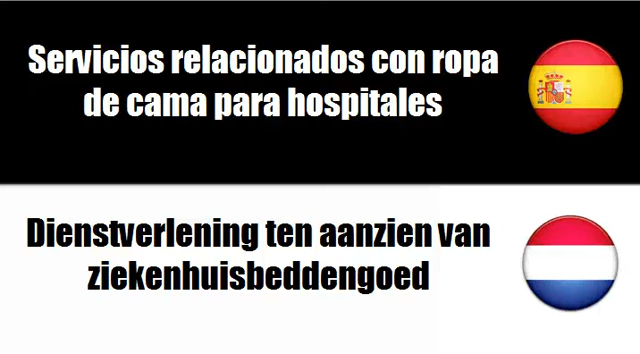 Servicios relacionados con ropa
de cama para hospitales
Dienstverlening ten aanzien van
ziekenhuisbeddengoed